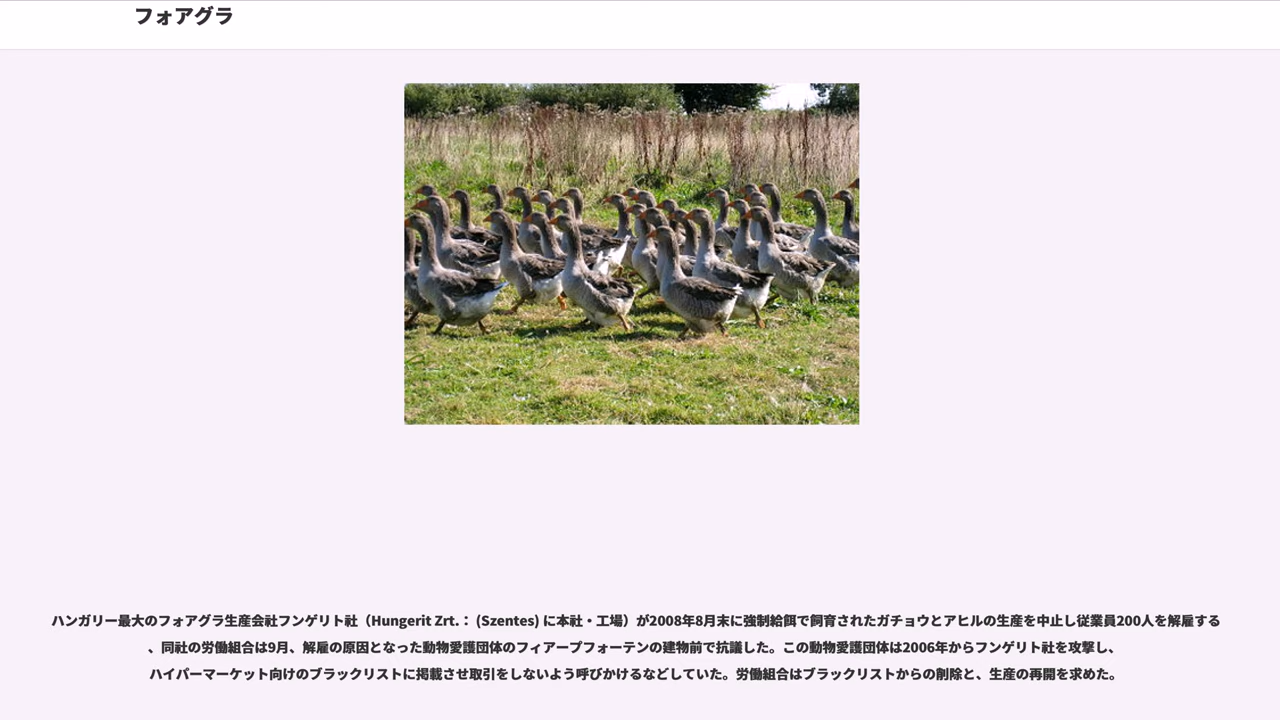 フォアグラ
ハンガリー最大のフォアグラ生産会社フンゲリト社（Hungerit Zrt.： (Szentes) に本社・工場）が2008年8月末に強制給餌で飼育されたガチョウとアヒルの生産を中止し従業員200人を解雇する
、同社の労働組合は9月、解雇の原因となった動物愛護団体のフィアープフォーテンの建物前で抗議した。この動物愛護団体は2006年からフンゲリト社を攻撃し、
ハイパーマーケット向けのブラックリストに掲載させ取引をしないよう呼びかけるなどしていた。労働組合はブラックリストからの削除と、生産の再開を求めた。